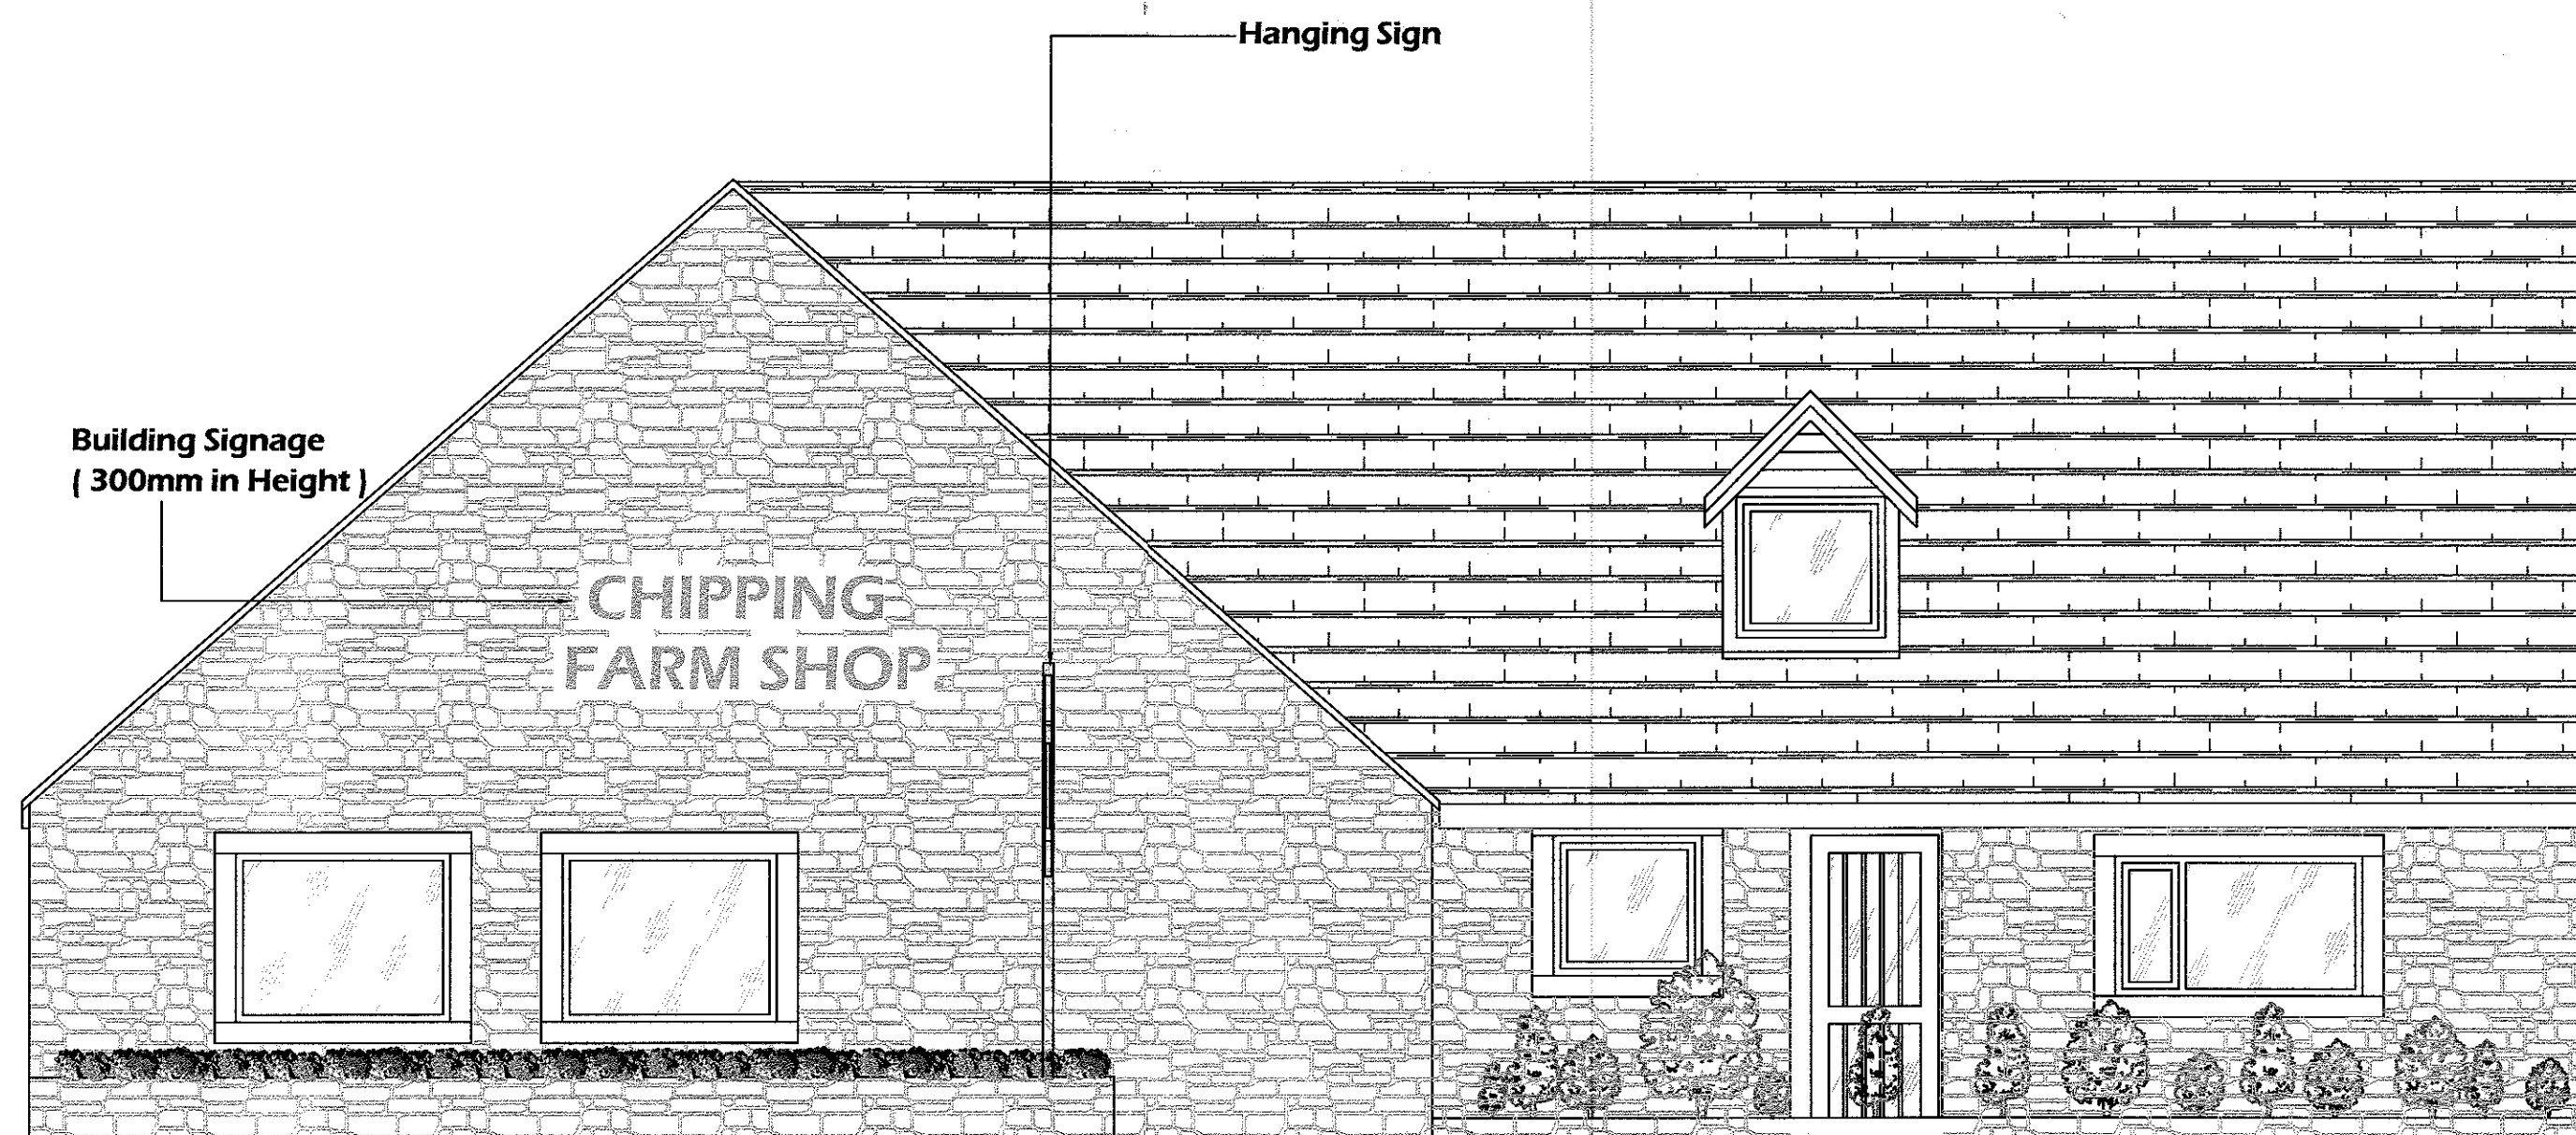 Hanging Sign
Building Signage
( 300mm in Height )
CHIPPING
FARM SHOP